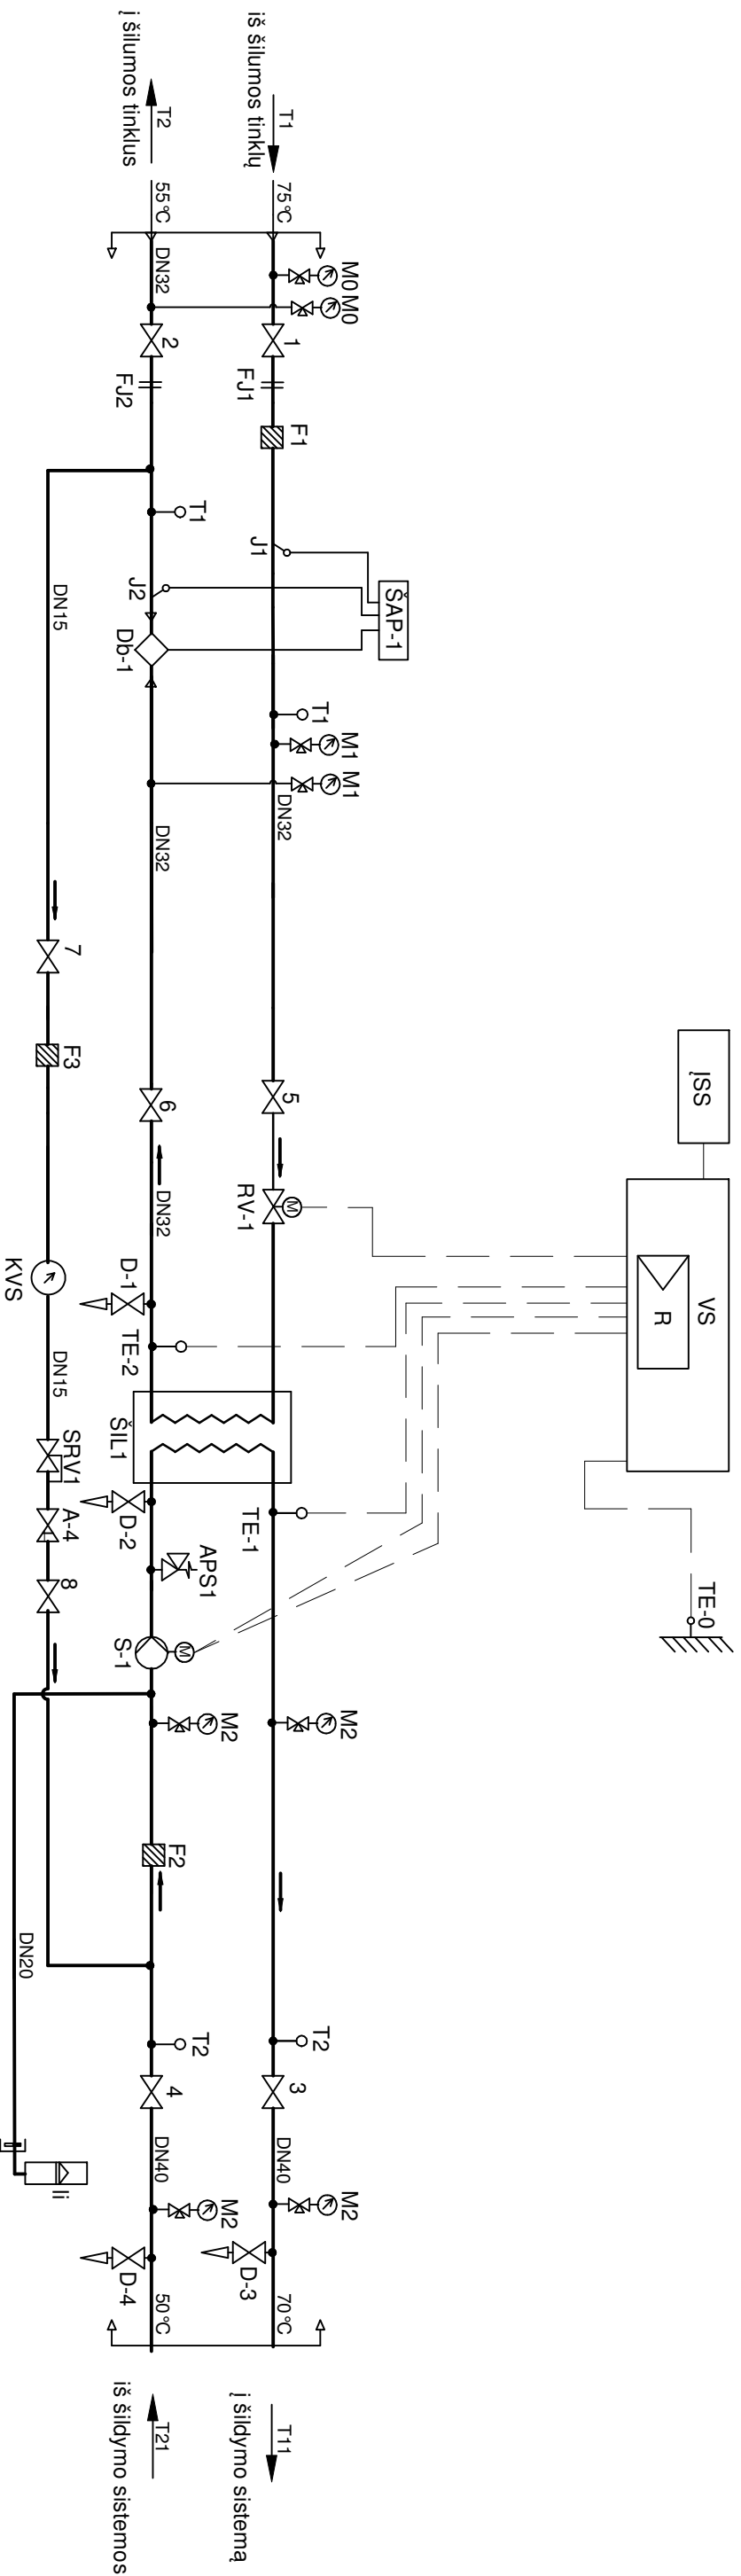 ĮSS
VS
R
TE-0
ŠAP-1
iš šilumos tinklų
T1
75°C
M0
M0
1
FJ1
F1
J1
T1
M1
M1
DN32
5
RV-1
M
TE-1
M2
T2
3
DN40
M2
D-3
70°C
T11
į šildymo sistemą
į šilumos tinklus
T2
55°C
DN32
2
FJ2
T1
J2
Db-1
DN32
6
DN32
D-1
TE-2
ŠIL1
D-2
APS1
S-1
M
M2
F2
T2
4
DN40
M2
D-4
50°C
T21
iš šildymo sistemos
DN15
7
F3
KVS
DN15
SRV1
A-4
8
DN20
Ii